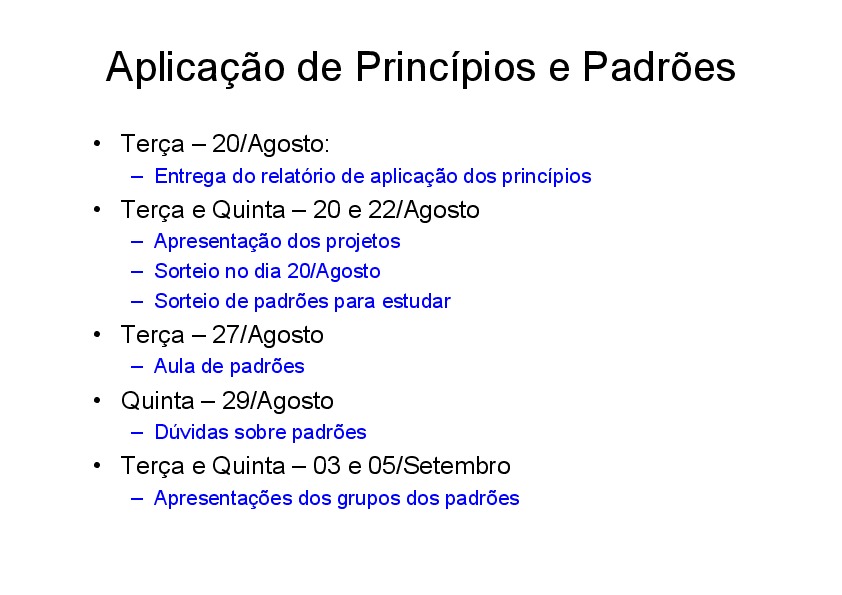 Aplicação de Princípios e Padrões
• Terça – 20/Agosto:
– Entrega do relatório de aplicação dos princípios
• Terça e Quinta – 20 e 22/Agosto
– Apresentação dos projetos
– Sorteio no dia 20/Agosto
– Sorteio de padrões para estudar
• Terça – 27/Agosto
– Aula de padrões
• Quinta – 29/Agosto
– Dúvidas sobre padrões
• Terça e Quinta – 03 e 05/Setembro
– Apresentações dos grupos dos padrões